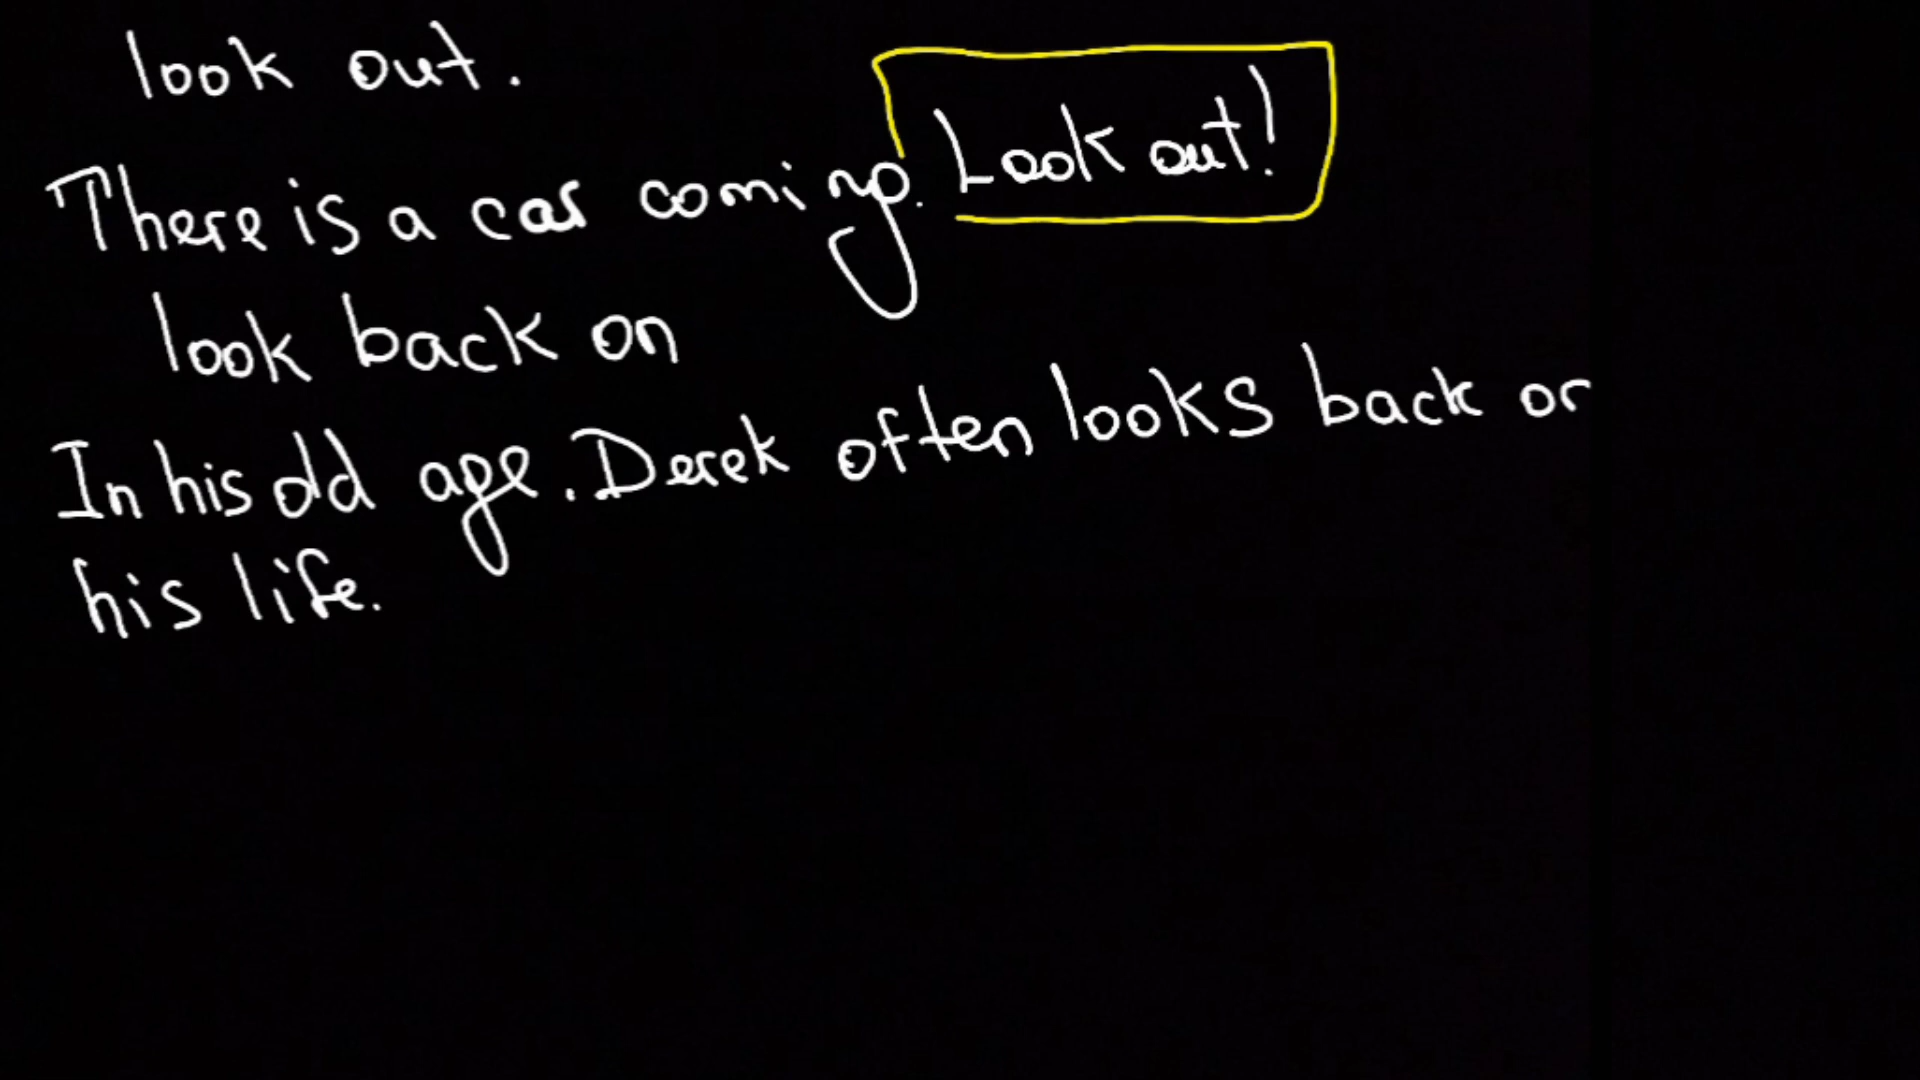 look out.
There is a car coming. Look out!
look back on
In his old age. Derek often looks back on
his life.